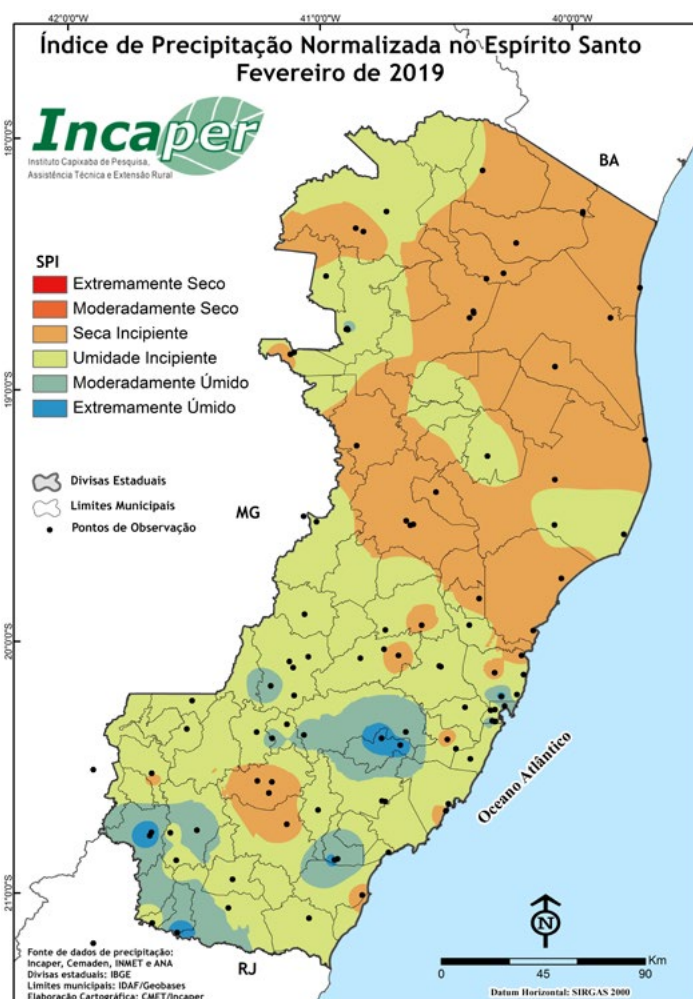 42°0'0"W 41°0'0"W 40°0'0"W
Índice de Precipitação Normalizada no Espírito Santo
Fevereiro de 2019
Incaper
Instituto Capixaba de Pesquisa,
Assistência Técnica e Extensão Rural
18°0'0"S
BA
SPI
Extremamente Seco
Moderadamente Seco
Seca Incipiente
Umidade Incipiente
Moderadamente Úmido
Extremamente Úmido
19°0'0"S
Divisas Estaduais
Limites Municipais
Pontos de Observação
MG
20°0'0"S
Oceano Atlântico
21°0'0"S
N
Fonte de dados de precipitação:
Incaper, Cemaden, INMET e ANA
Divisas estaduais: IBGE
Limites municipais: IDAF/Geobases
Elaboração Cartográfica: CMET/Incaper
RJ
Km
0 45 90
Datum Horizontal: SIRGAS 2000